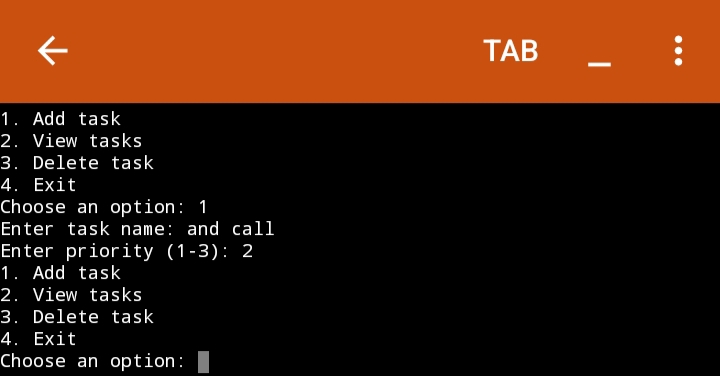 TAB _
1. Add task
2. View tasks
3. Delete task
4. Exit
Choose an option: 1
Enter task name: and call
Enter priority (1-3): 2
1. Add task
2. View tasks
3. Delete task
4. Exit
Choose an option: